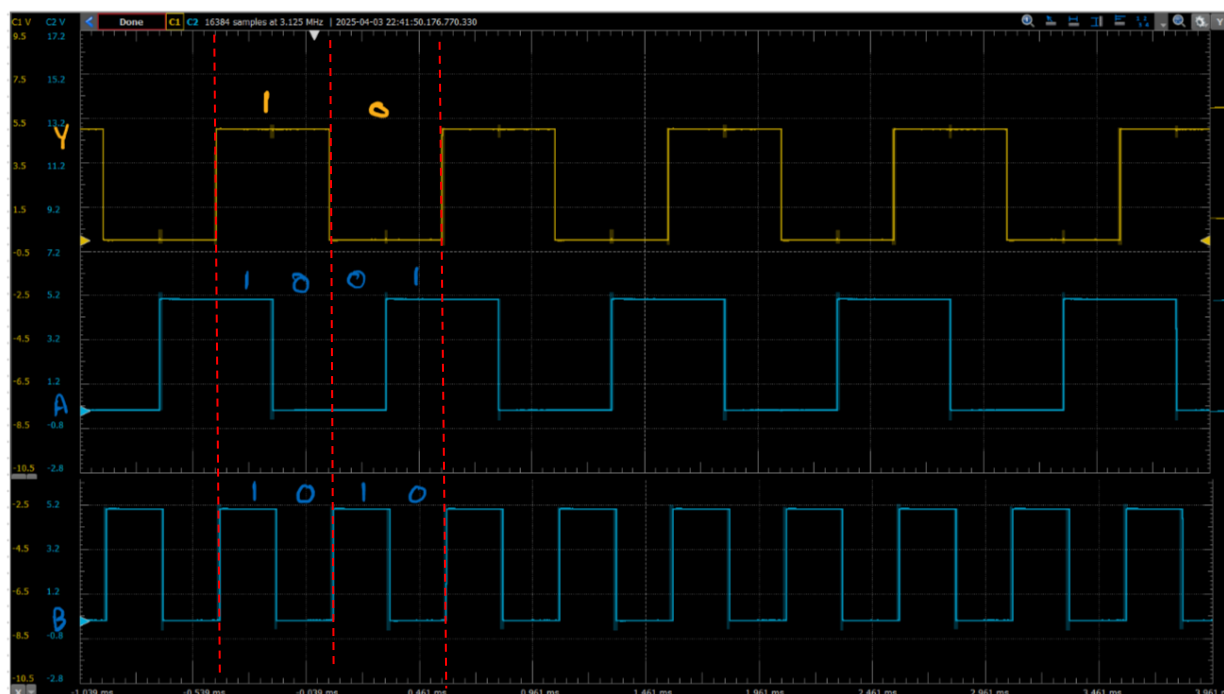 C1 V C2 V Done C1 C2 16384 samples at 3.125 MHz | 2025-04-03 22:41:50.176.770.330 Y
9.5 17.2
7.5 15.2
1 0
Y 5.5 13.2
3.5 11.2
1.5 9.2
-0.5 7.2
1 0 0 1
-2.5 5.2
-4.5 3.2
-6.5 1.2
A
-8.5 -0.8
-10.5 -2.8
1 0 1 0
-2.5 5.2
-4.5 3.2
-6.5 1.2
B
-8.5 -0.8
-10.5 -2.8
X -1.039 ms -0.539 ms -0.039 ms 0.461 ms 0.961 ms 1.461 ms 1.961 ms 2.461 ms 2.961 ms 3.461 ms 3.961